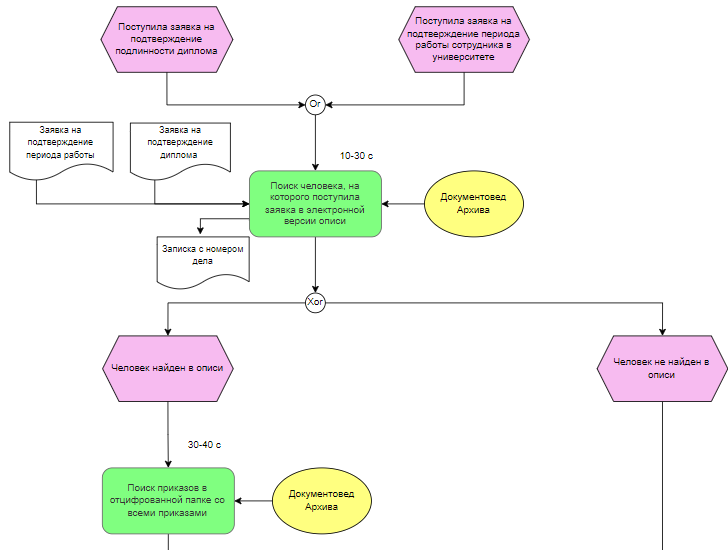 Поступила заявка на
подтверждение
подлинности диплома
Поступила заявка на
подтверждение периода
работы сотрудника в
университете
Or
Заявка на
подтверждение
периода работы
Заявка на
подтверждение
диплома
10-30 с
Поиск человека, на
которого поступила
заявка в электронной
версии описи
Документовед
Архива
Записка с номером
дела
Xor
Человек найден в описи
Человек не найден в
описи
30-40 с
Поиск приказов в
отцифрованной папке со
всеми приказами
Документовед
Архива